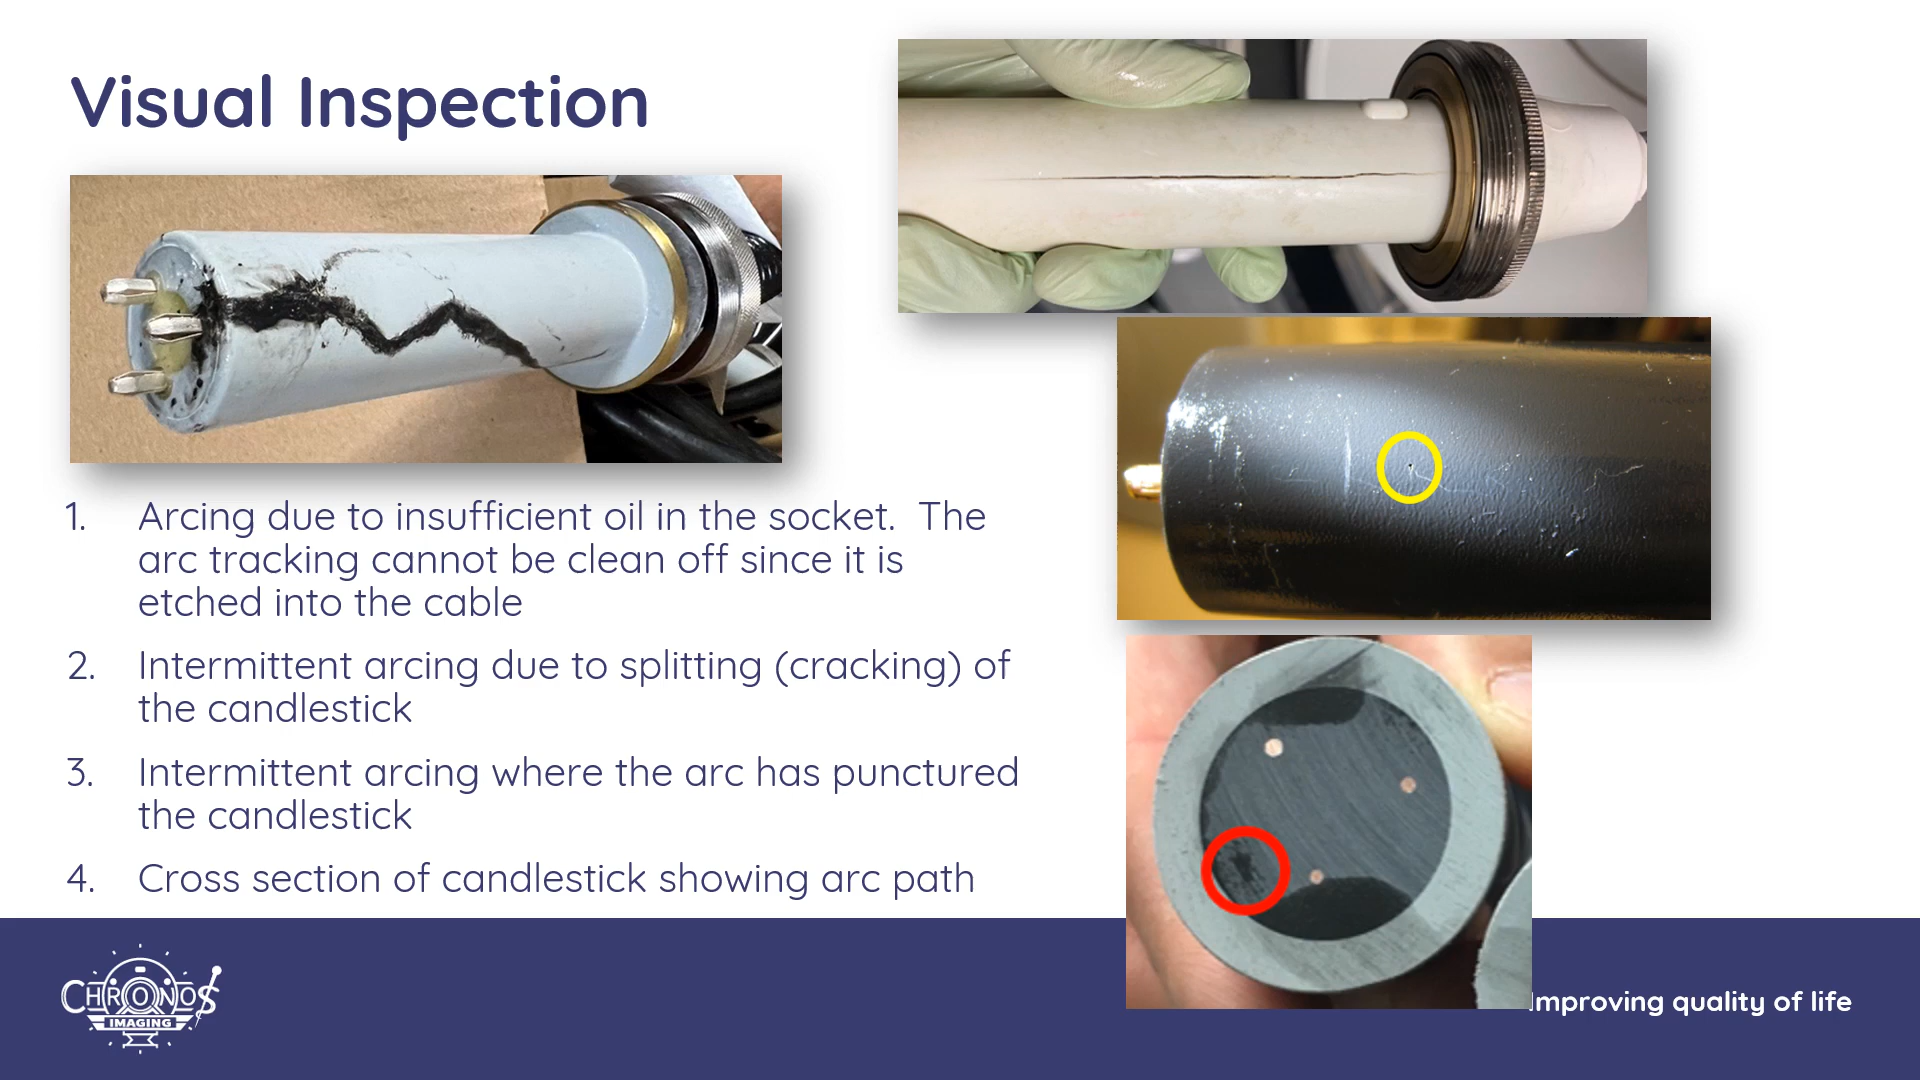 Visual Inspection
1. Arcing due to insufficient oil in the socket. The
arc tracking cannot be clean off since it is
etched into the cable
2. Intermittent arcing due to splitting (cracking) of
the candlestick
3. Intermittent arcing where the arc has punctured
the candlestick
4. Cross section of candlestick showing arc path
CHRONOS
IMAGING
Improving quality of life